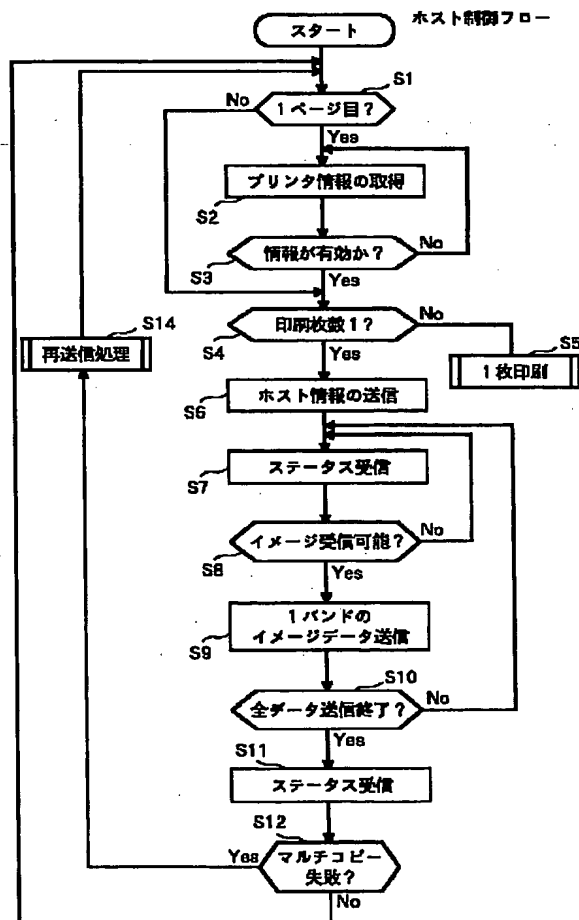 ホスト制御フロー
スタート
S1
1ページ目?
No
Yes
プリンタ情報の取得
S2
情報が有効か?
No
S3
Yes
印刷枚数1?
No
S4
Yes
S5
1枚印刷
S14
再送信処理
ホスト情報の送信
S6
ステータス受信
S7
イメージ受信可能?
No
S8
Yes
1バンドの
イメージデータ送信
S9
S10
全データ送信終了?
No
Yes
S11
ステータス受信
S12
マルチコピー
失敗?
Yes
No